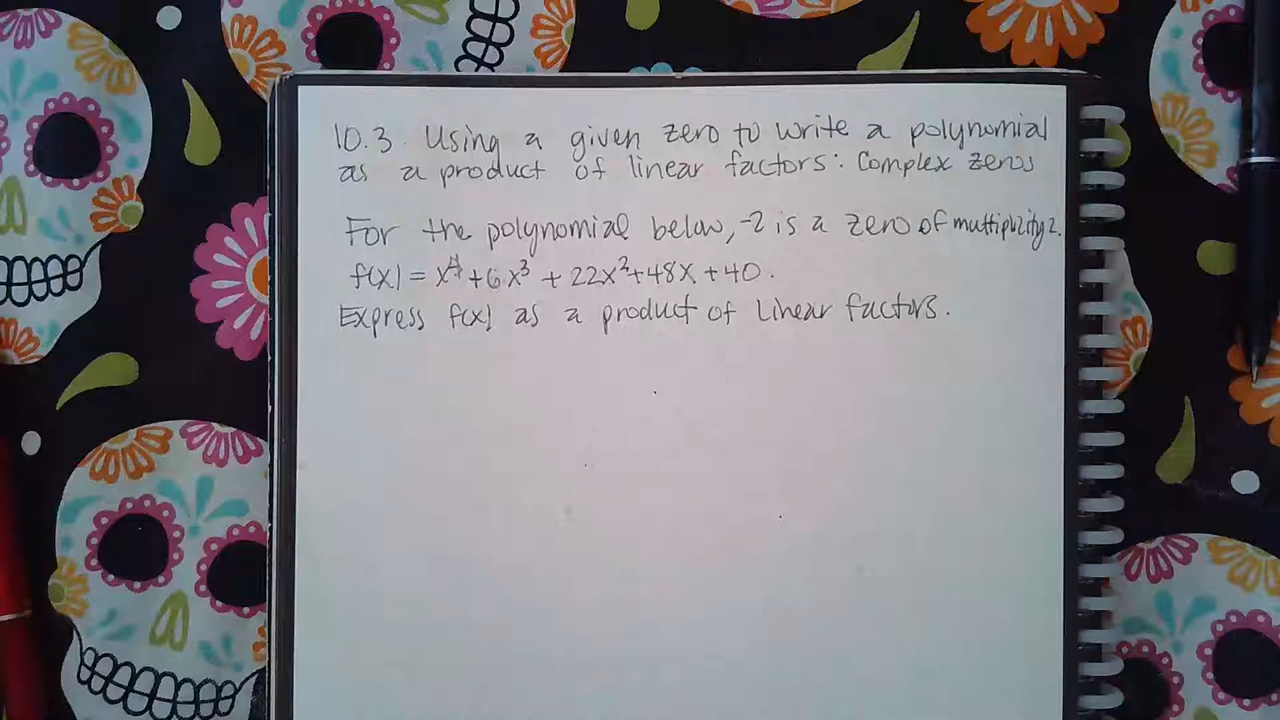 10.3. Using a given zero to write a polynomial
as a product of linear factors: Complex zeros
For the polynomial below, -2 is a zero of multiplicity 2.
f(x) = x⁴ + 6x³ + 22x² + 48x + 40.
Express f(x) as a product of linear factors.